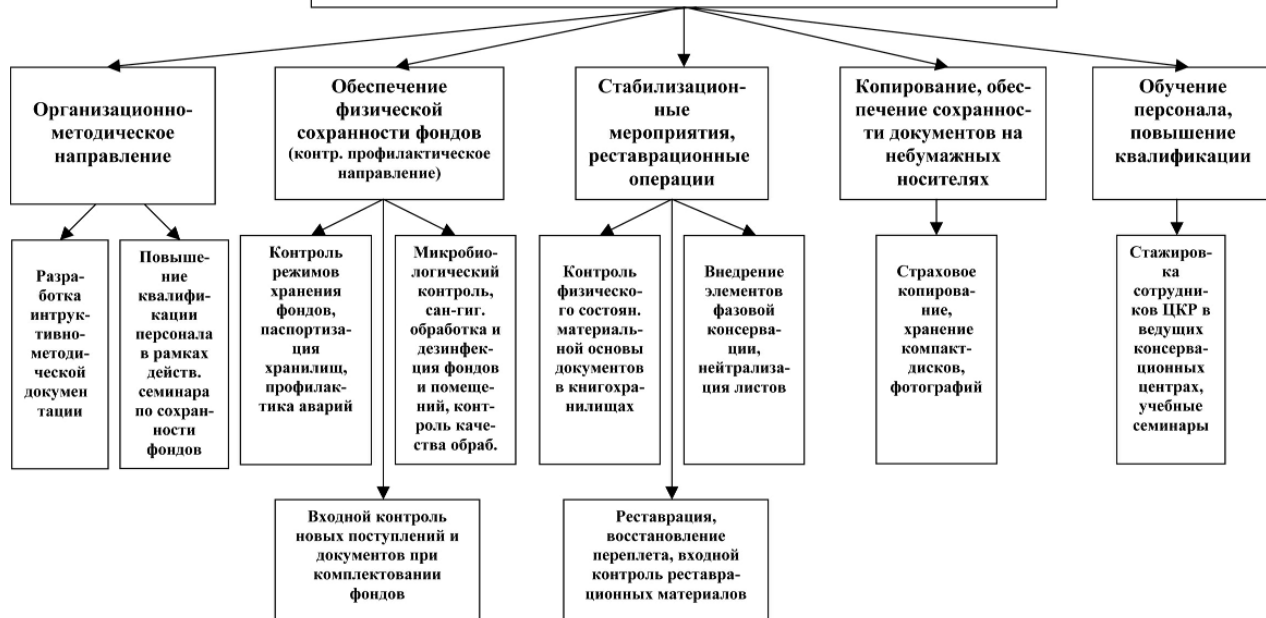 Организационно-
методическое
направление
Обеспечение
физической
сохранности фондов
(контр. профилактическое
направление)
Стабилизацион-
ные
мероприятия,
реставрационные
операции
Копирование, обес-
печение сохраннос-
ти документов на
небумажных
носителях
Обучение
персонала,
повышение
квалификации
Разра-
ботка
интрук-
тивно-
методи-
ческой
докумен
тации
Повыше-
ние
квалифи-
кации
персонала
в рамках
действ.
семинара
по сохран-
ности
фондов
Контроль
режимов
хранения
фондов,
паспортиза-
ция
хранилищ,
профилак-
тика аварий
Микробио-
логический
контроль,
сан-гиг.
обработка и
дезинфек-
ция фондов
и помеще-
ний, конт-
роль качес-
тва обраб.
Контроль
физическо-
го состоян.
материаль-
ной основы
документов
в книгохра-
нилищах
Внедрение
элементов
фазовой
консерва-
ции,
нейтрализа-
ция листов
Страховое
копирова-
ние,
хранение
компакт-
дисков,
фотографий
Стажиров-
ка
сотрудни-
ков ЦКР в
ведущих
консерва-
ционных
центрах,
учебные
семинары
Входной контроль
новых поступлений и
документов при
комплектовании
фондов
Реставрация,
восстановление
переплета, входной
контроль реставра-
ционных материалов